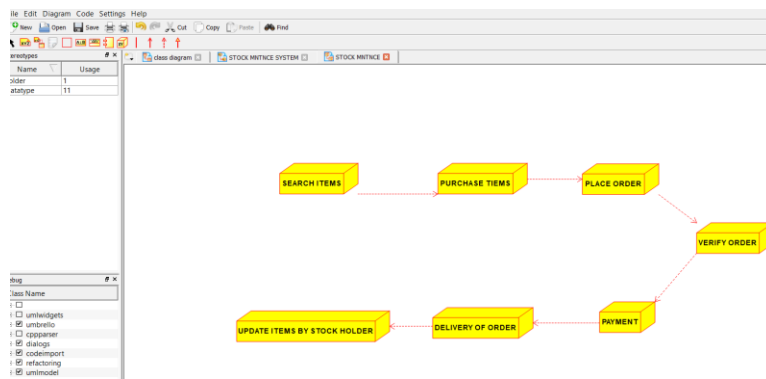 ile Edit Diagram Code Settings Help
New Open Save Cut Copy Paste Find
ereotypes
class diagram STOCK MNTNCE SYSTEM STOCK MNTNCE
Name Usage
older 1
atatype 11
SEARCH ITEMS
PURCHASE TIEMS
PLACE ORDER
VERIFY ORDER
PAYMENT
DELIVERY OF ORDER
UPDATE ITEMS BY STOCK HOLDER
ebug
Class Name
umlwidgets
umbrello
cppparser
dialogs
codeimport
refactoring
umlmodel